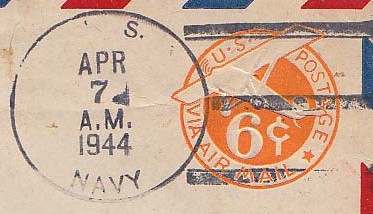 S.
APR
7
A.M.
1944
NAVY
U.S. POSTAGE
6¢
VIA AIR MAIL